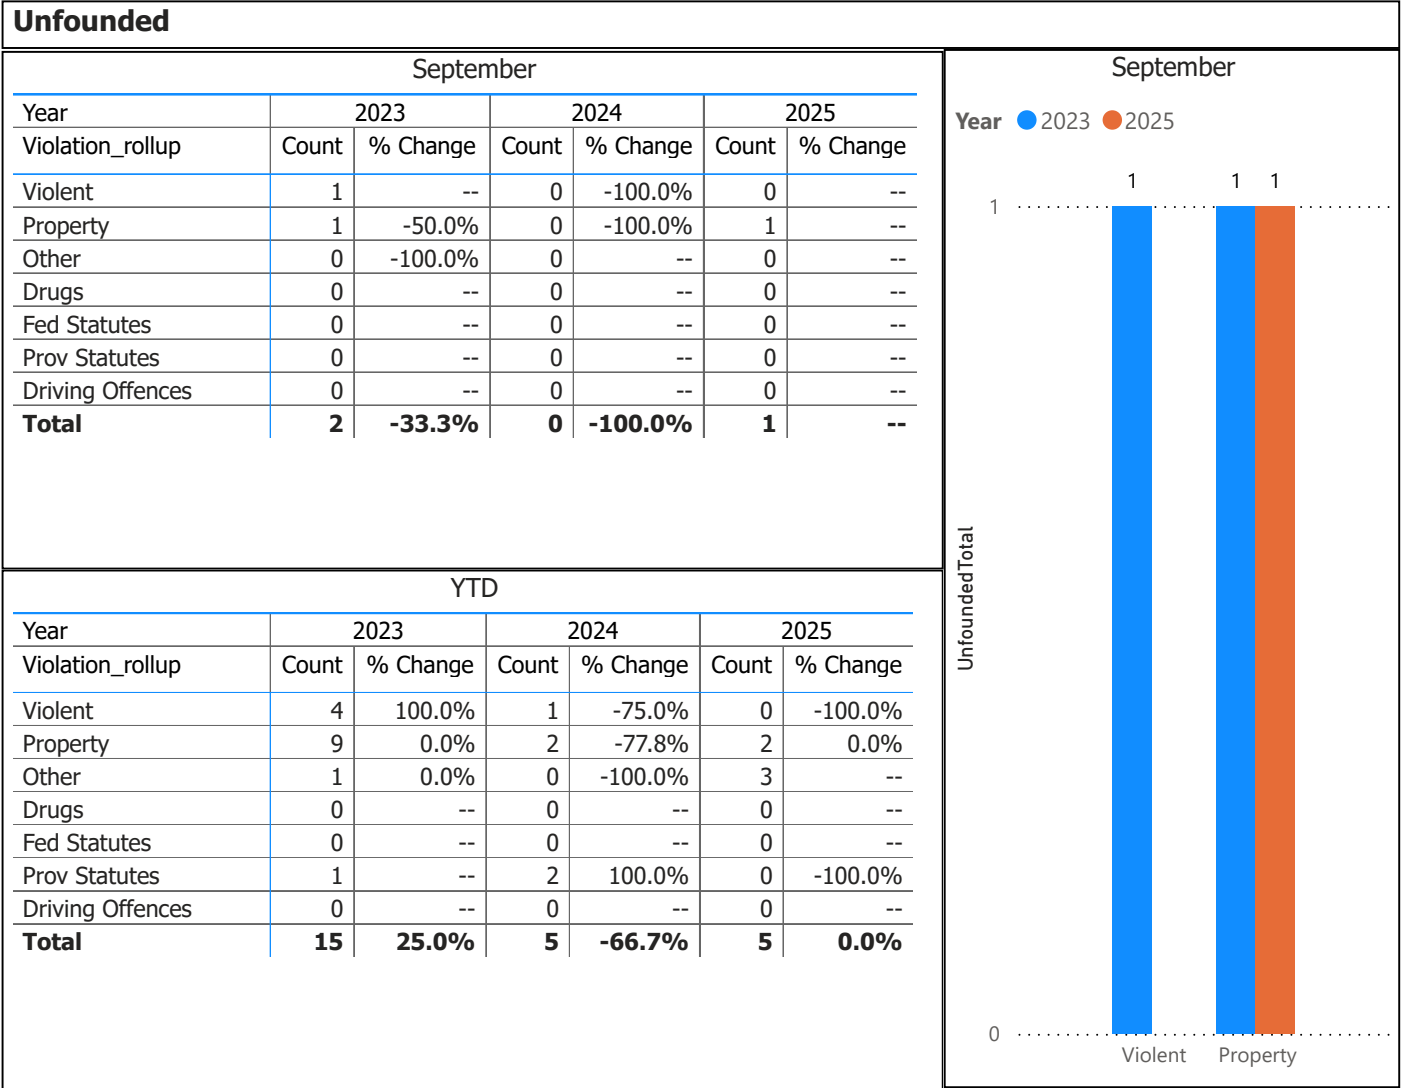 Unfounded
September
Year 2023 2024 2025
Violation_rollup Count % Change Count % Change Count % Change
Violent 1 -- 0 -100.0% 0 --
Property 1 -50.0% 0 -100.0% 1 --
Other 0 -100.0% 0 -- 0 --
Drugs 0 -- 0 -- 0 --
Fed Statutes 0 -- 0 -- 0 --
Prov Statutes 0 -- 0 -- 0 --
Driving Offences 0 -- 0 -- 0 --
Total 2 -33.3% 0 -100.0% 1 --
YTD
Year 2023 2024 2025
Violation_rollup Count % Change Count % Change Count % Change
Violent 4 100.0% 1 -75.0% 0 -100.0%
Property 9 0.0% 2 -77.8% 2 0.0%
Other 1 0.0% 0 -100.0% 3 --
Drugs 0 -- 0 -- 0 --
Fed Statutes 0 -- 0 -- 0 --
Prov Statutes 1 -- 2 100.0% 0 -100.0%
Driving Offences 0 -- 0 -- 0 --
Total 15 25.0% 5 -66.7% 5 0.0%
September
Year 2023 2025
1 1 1
1
UnfoundedTotal
0
Violent Property